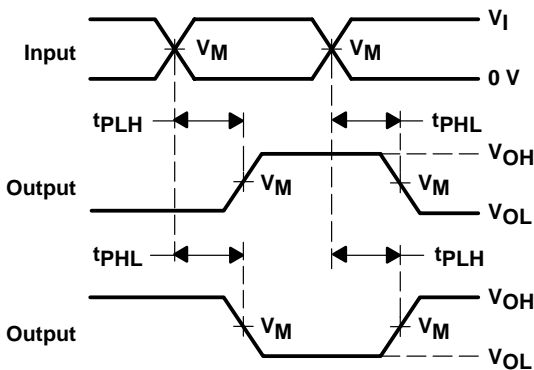 VI
Input VM VM
0 V
tPLH tPHL
VOH
Output VM VM
VOL
tPHL tPLH
VOH
Output VM VM
VOL